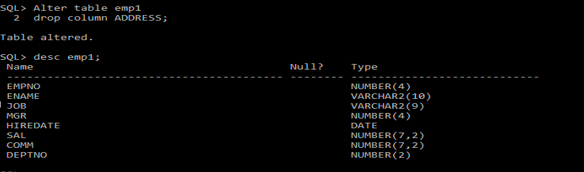 SQL> Alter table emp1
  2  drop column ADDRESS;
Table altered.
SQL> desc emp1;
 Name                                      Null?    Type
 ----------------------------------------- -------- ----------------------------
 EMPNO                                              NUMBER(4)
 ENAME                                              VARCHAR2(10)
 JOB                                                VARCHAR2(9)
 MGR                                                NUMBER(4)
 HIREDATE                                           DATE
 SAL                                                NUMBER(7,2)
 COMM                                               NUMBER(7,2)
 DEPTNO                                             NUMBER(2)